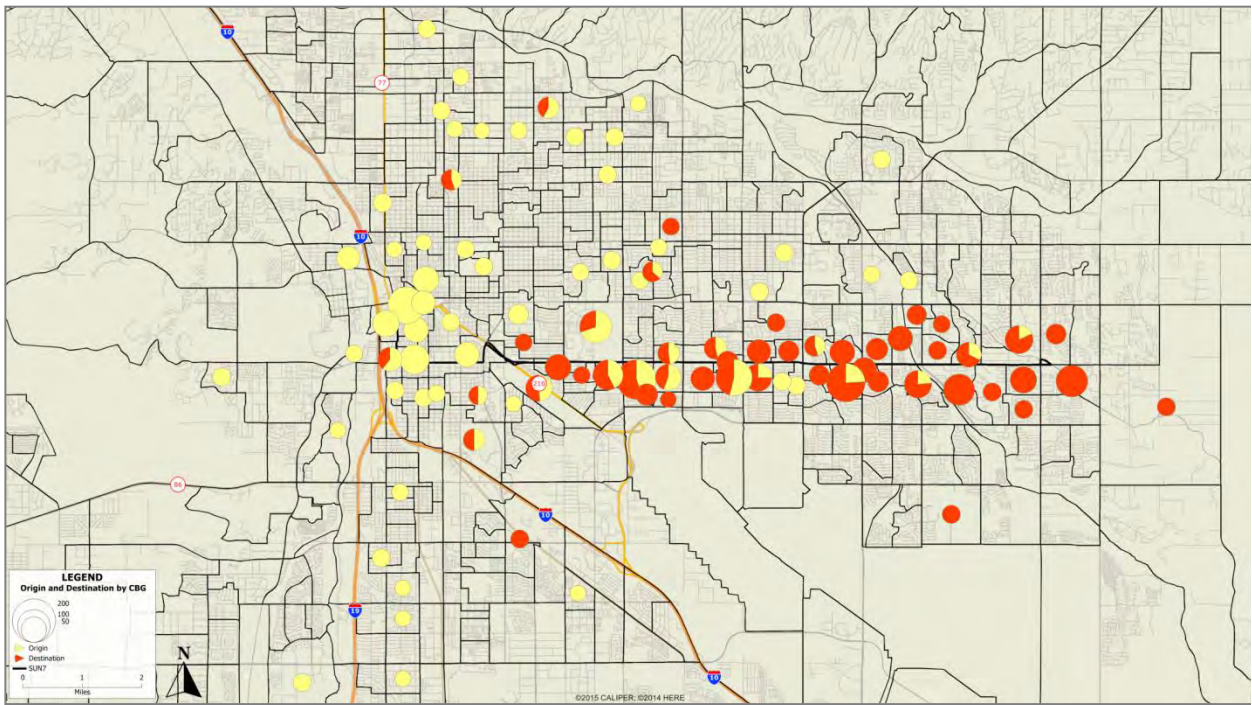 10
77
10
210
86
10
19
10
LEGEND
Origin and Destination by CBG
200
100
50
Origin
Destination
SUN7
0 1 2
Miles
N
©2015 CALIPER; ©2014 HERE